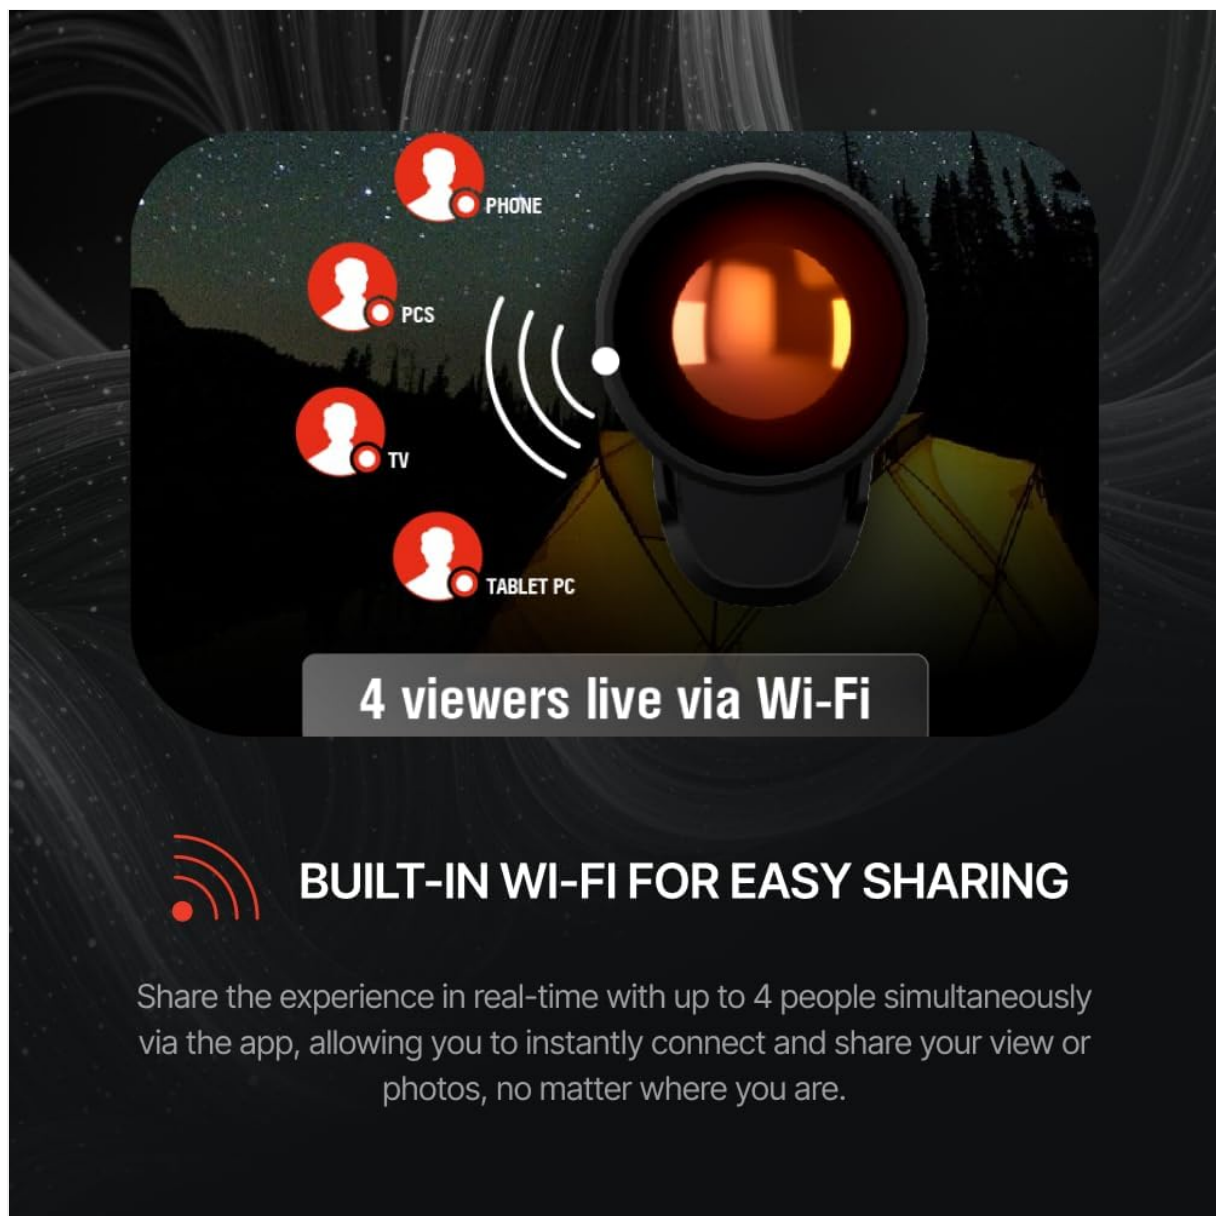 PHONE
PCS
TV
TABLET PC
4 viewers live via Wi-Fi
BUILT-IN WI-FI FOR EASY SHARING
Share the experience in real-time with up to 4 people simultaneously
via the app, allowing you to instantly connect and share your view or
photos, no matter where you are.